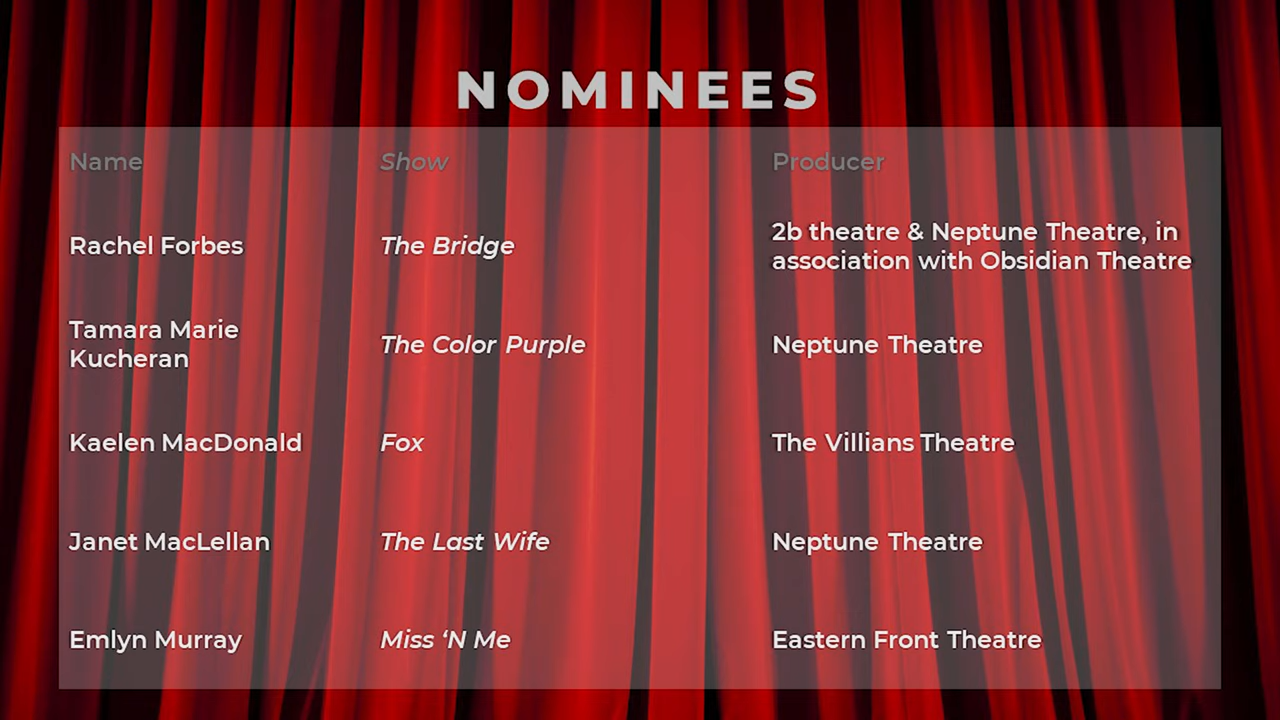 NOMINEES
Name Show Producer
Rachel Forbes The Bridge 2b theatre & Neptune Theatre, in
association with Obsidian Theatre
Tamara Marie
Kucheran The Color Purple Neptune Theatre
Kaelen MacDonald Fox The Villians Theatre
Janet MacLellan The Last Wife Neptune Theatre
Emlyn Murray Miss ‘N Me Eastern Front Theatre